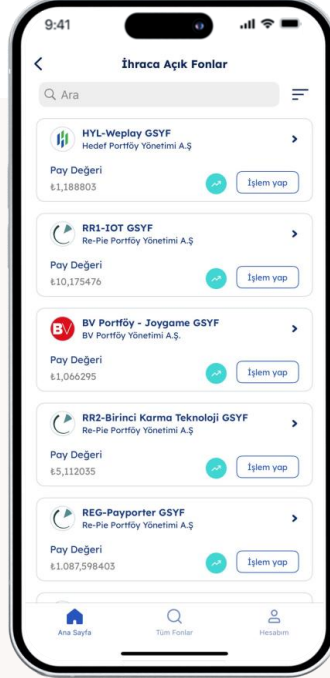 9:41
İhraca Açık Fonlar
Ara
HYL-Weplay GSYF
Hedef Portföy Yönetimi A.Ş
Pay Değeri
₺1,188803
İşlem yap
RR1-IOT GSYF
Re-Pie Portföy Yönetimi A.Ş
Pay Değeri
₺10,175476
İşlem yap
BV
BV Portföy - Joygame GSYF
BV Portföy Yönetimi A.Ş.
Pay Değeri
₺1,066295
İşlem yap
RR2-Birinci Karma Teknoloji GSYF
Re-Pie Portföy Yönetimi A.Ş
Pay Değeri
₺5,112035
İşlem yap
REG-Payporter GSYF
Re-Pie Portföy Yönetimi A.Ş
Pay Değeri
₺1.087,598403
İşlem yap
Ana Sayfa
Tüm Fonlar
Hesabım